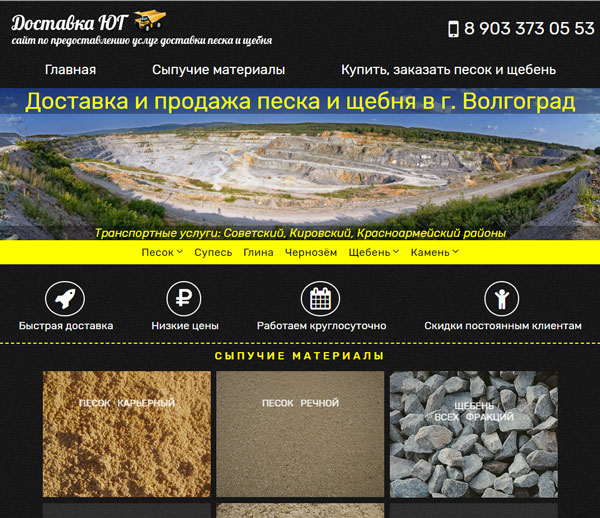 Доставка ЮГ
сайт по предоставлению услуг доставки песка и щебня
8 903 373 05 53
Главная Сыпучие материалы Купить, заказать песок и щебень
Доставка и продажа песка и щебня в г. Волгоград
Транспортные услуги: Советский, Кировский, Красноармейский районы
Песок Супесь Глина Чернозём Щебень Камень
Быстрая доставка Низкие цены Работаем круглосуточно Скидки постоянным клиентам
СЫПУЧИЕ МАТЕРИАЛЫ
ПЕСОК КАРЬЕРНЫЙ
ПЕСОК РЕЧНОЙ
ЩЕБЕНЬ
ВСЕХ ФРАКЦИЙ